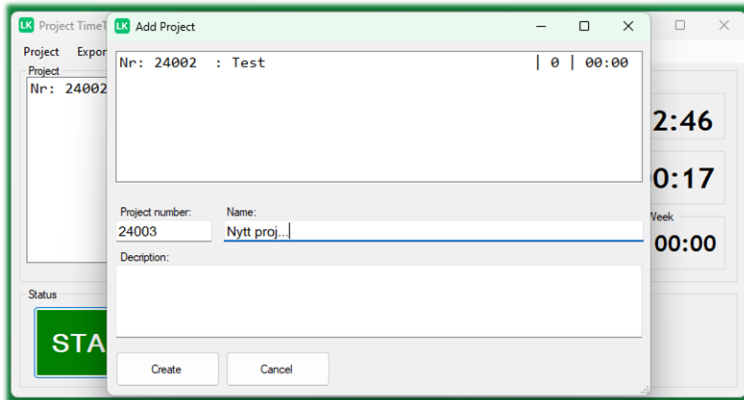 LK Project TimeT
LK Add Project
Project Expor
Project
Nr: 24002
Nr: 24002 : Test | 0 | 00:00
2:46
0:17
Week
00:00
Project number: Name:
24003 Nytt proj...
Decription:
Status
STA
Create Cancel